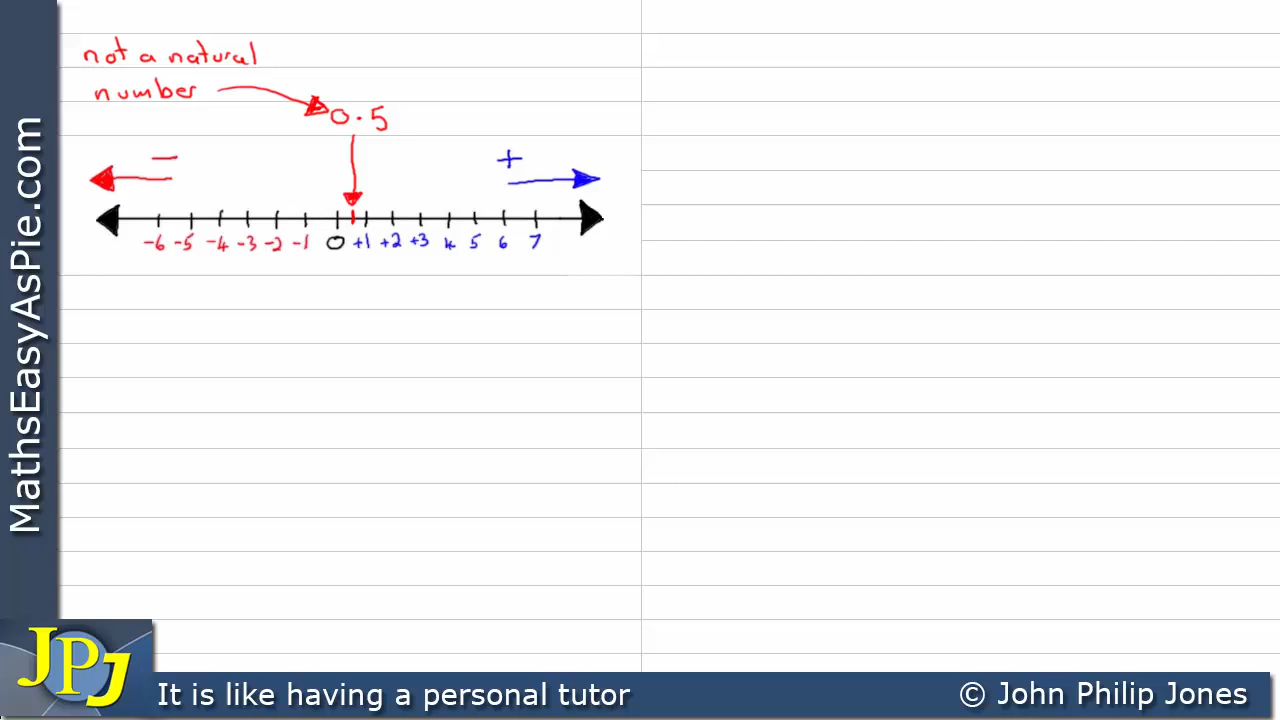 not a natural
number
0.5
− +
-6 -5 -4 -3 -2 -1 0 +1 +2 +3 4 5 6 7
MathsEasyAsPie.com
JPJ
It is like having a personal tutor
© John Philip Jones